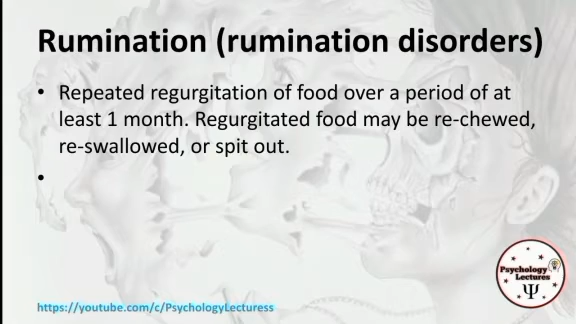 Rumination (rumination disorders)
• Repeated regurgitation of food over a period of at
least 1 month. Regurgitated food may be re-chewed,
re-swallowed, or spit out.
•
Psychology
Lectures
Ψ
https://youtube.com/c/PsychologyLecturess